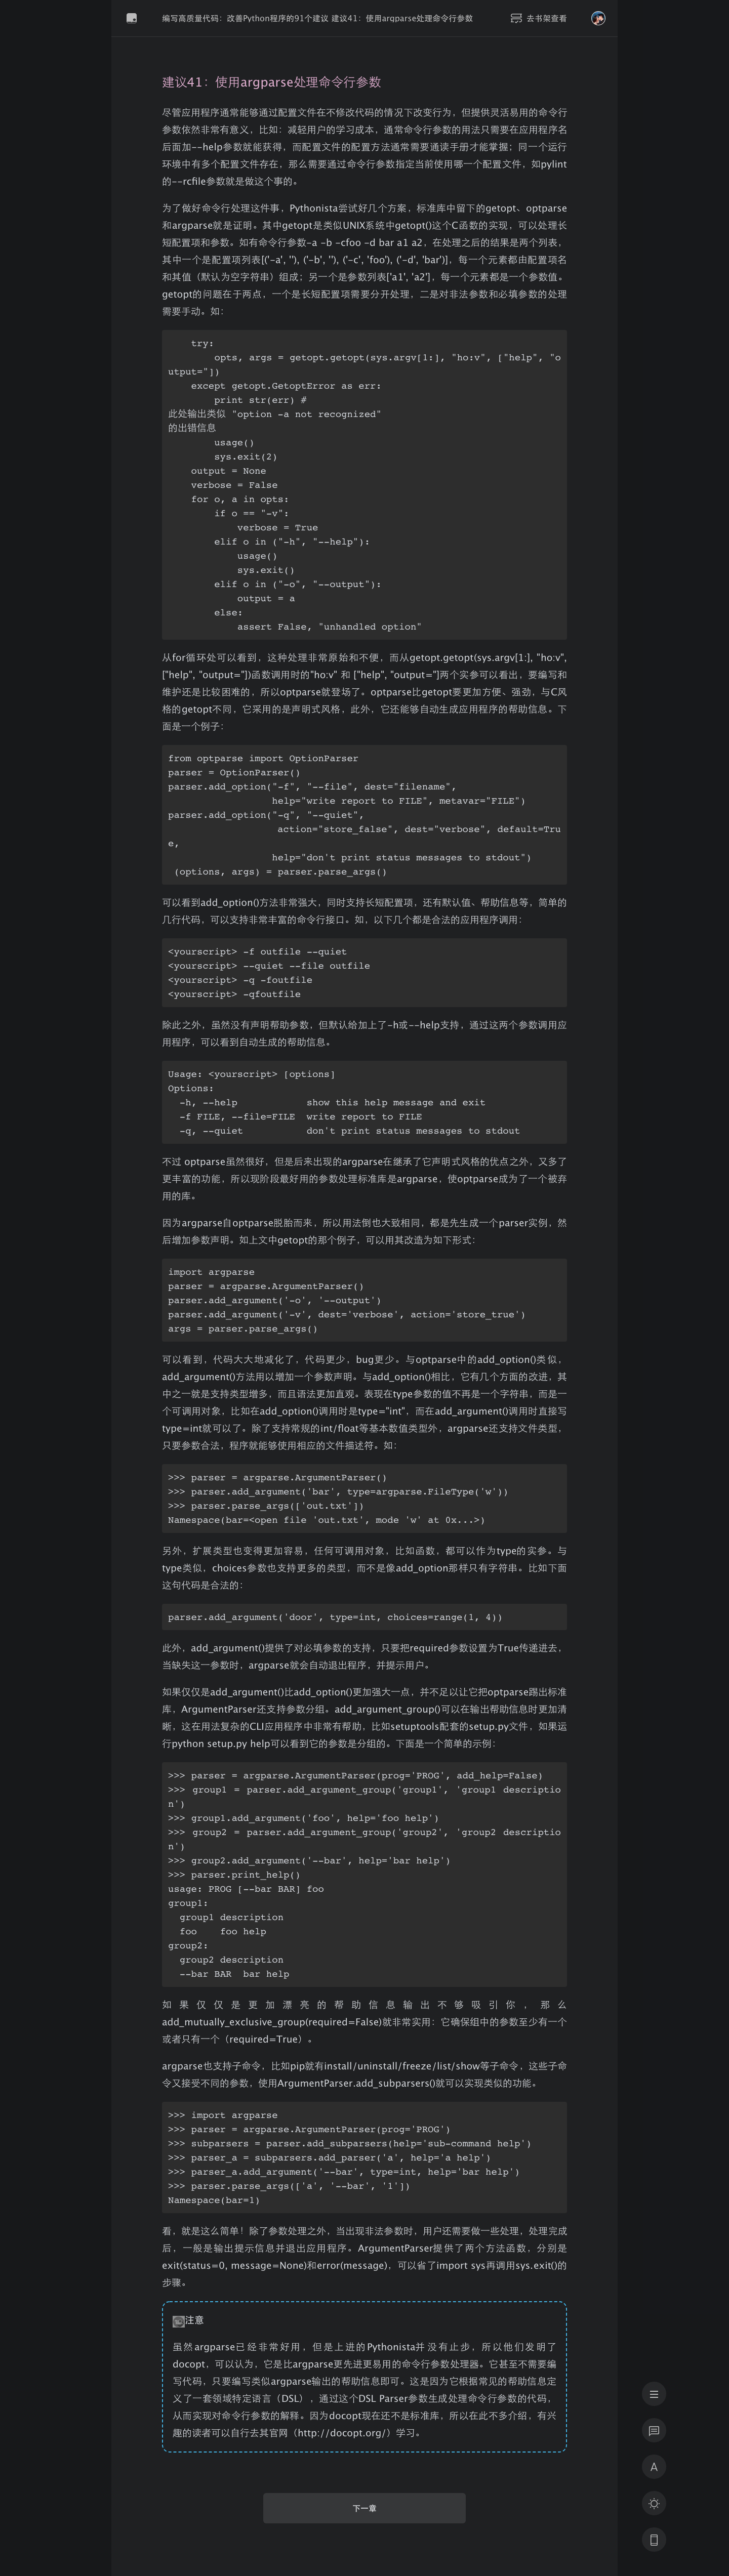 编写高质量代码：改善Python程序的91个建议 建议41：使用argparse处理命令行参数
去书架查看
建议41：使用argparse处理命令行参数
尽管应用程序通常能够通过配置文件在不修改代码的情况下改变行为，但提供灵活易用的命令行
参数依然非常有意义，比如：减轻用户的学习成本，通常命令行参数的用法只需要在应用程序名
后面加--help参数就能获得，而配置文件的配置方法通常需要通读手册才能掌握；同一个运行
环境中有多个配置文件存在，那么需要通过命令行参数指定当前使用哪一个配置文件，如pylint
的--rcfile参数就是做这个事的。
为了做好命令行处理这件事，Pythonista尝试好几个方案，标准库中留下的getopt、optparse
和argparse就是证明。其中getopt是类似UNIX系统中getopt()这个C函数的实现，可以处理长
短配置项和参数。如有命令行参数-a -b -cfoo -d bar a1 a2，在处理之后的结果是两个列表，
其中一个是配置项列表[('-a', ''), ('-b', ''), ('-c', 'foo'), ('-d', 'bar')]，每一个元素都由配置项名
和其值（默认为空字符串）组成；另一个是参数列表['a1', 'a2']，每一个元素都是一个参数值。
getopt的问题在于两点，一个是长短配置项需要分开处理，二是对非法参数和必填参数的处理
需要手动。如：
    try:
        opts, args = getopt.getopt(sys.argv[1:], "ho:v", ["help", "o
utput="])
    except getopt.GetoptError as err:
        print str(err) #
此处输出类似 "option -a not recognized"
的出错信息
        usage()
        sys.exit(2)
    output = None
    verbose = False
    for o, a in opts:
        if o == "-v":
            verbose = True
        elif o in ("-h", "--help"):
            usage()
            sys.exit()
        elif o in ("-o", "--output"):
            output = a
        else:
            assert False, "unhandled option"
从for循环处可以看到，这种处理非常原始和不便，而从getopt.getopt(sys.argv[1:], "ho:v",
["help", "output="])函数调用时的"ho:v" 和 ["help", "output="]两个实参可以看出，要编写和
维护还是比较困难的，所以optparse就登场了。optparse比getopt要更加方便、强劲，与C风
格的getopt不同，它采用的是声明式风格，此外，它还能够自动生成应用程序的帮助信息。下
面是一个例子：
from optparse import OptionParser
parser = OptionParser()
parser.add_option("-f", "--file", dest="filename",
                  help="write report to FILE", metavar="FILE")
parser.add_option("-q", "--quiet",
                   action="store_false", dest="verbose", default=Tru
e,
                  help="don't print status messages to stdout")
 (options, args) = parser.parse_args()
可以看到add_option()方法非常强大，同时支持长短配置项，还有默认值、帮助信息等，简单的
几行代码，可以支持非常丰富的命令行接口。如，以下几个都是合法的应用程序调用：
<yourscript> -f outfile --quiet
<yourscript> --quiet --file outfile
<yourscript> -q -foutfile
<yourscript> -qfoutfile
除此之外，虽然没有声明帮助参数，但默认给加上了-h或--help支持，通过这两个参数调用应
用程序，可以看到自动生成的帮助信息。
Usage: <yourscript> [options]
Options:
  -h, --help            show this help message and exit
  -f FILE, --file=FILE  write report to FILE
  -q, --quiet           don't print status messages to stdout
不过 optparse虽然很好，但是后来出现的argparse在继承了它声明式风格的优点之外，又多了
更丰富的功能，所以现阶段最好用的参数处理标准库是argparse，使optparse成为了一个被弃
用的库。
因为argparse自optparse脱胎而来，所以用法倒也大致相同，都是先生成一个parser实例，然
后增加参数声明。如上文中getopt的那个例子，可以用其改造为如下形式：
import argparse
parser = argparse.ArgumentParser()
parser.add_argument('-o', '--output')
parser.add_argument('-v', dest='verbose', action='store_true')
args = parser.parse_args()
可以看到，代码大大地减化了，代码更少，bug更少。与optparse中的add_option()类似，
add_argument()方法用以增加一个参数声明。与add_option()相比，它有几个方面的改进，其
中之一就是支持类型增多，而且语法更加直观。表现在type参数的值不再是一个字符串，而是一
个可调用对象，比如在add_option()调用时是type="int"，而在add_argument()调用时直接写
type=int就可以了。除了支持常规的int/float等基本数值类型外，argparse还支持文件类型，
只要参数合法，程序就能够使用相应的文件描述符。如：
>>> parser = argparse.ArgumentParser()
>>> parser.add_argument('bar', type=argparse.FileType('w'))
>>> parser.parse_args(['out.txt'])
Namespace(bar=<open file 'out.txt', mode 'w' at 0x...>)
另外，扩展类型也变得更加容易，任何可调用对象，比如函数，都可以作为type的实参。与
type类似，choices参数也支持更多的类型，而不是像add_option那样只有字符串。比如下面
这句代码是合法的：
parser.add_argument('door', type=int, choices=range(1, 4))
此外，add_argument()提供了对必填参数的支持，只要把required参数设置为True传递进去，
当缺失这一参数时，argparse就会自动退出程序，并提示用户。
如果仅仅是add_argument()比add_option()更加强大一点，并不足以让它把optparse踢出标准
库，ArgumentParser还支持参数分组。add_argument_group()可以在输出帮助信息时更加清
晰，这在用法复杂的CLI应用程序中非常有帮助，比如setuptools配套的setup.py文件，如果运
行python setup.py help可以看到它的参数是分组的。下面是一个简单的示例：
>>> parser = argparse.ArgumentParser(prog='PROG', add_help=False)
>>> group1 = parser.add_argument_group('group1', 'group1 descriptio
n')
>>> group1.add_argument('foo', help='foo help')
>>> group2 = parser.add_argument_group('group2', 'group2 descriptio
n')
>>> group2.add_argument('--bar', help='bar help')
>>> parser.print_help()
usage: PROG [--bar BAR] foo
group1:
  group1 description
  foo    foo help
group2:
  group2 description
  --bar BAR  bar help
如果仅仅是更加漂亮的帮助信息输出不够吸引你，那么
add_mutually_exclusive_group(required=False)就非常实用：它确保组中的参数至少有一个
或者只有一个（required=True）。
argparse也支持子命令，比如pip就有install/uninstall/freeze/list/show等子命令，这些子命
令又接受不同的参数，使用ArgumentParser.add_subparsers()就可以实现类似的功能。
>>> import argparse
>>> parser = argparse.ArgumentParser(prog='PROG')
>>> subparsers = parser.add_subparsers(help='sub-command help')
>>> parser_a = subparsers.add_parser('a', help='a help')
>>> parser_a.add_argument('--bar', type=int, help='bar help')
>>> parser.parse_args(['a', '--bar', '1'])
Namespace(bar=1)
看，就是这么简单！除了参数处理之外，当出现非法参数时，用户还需要做一些处理，处理完成
后，一般是输出提示信息并退出应用程序。ArgumentParser提供了两个方法函数，分别是
exit(status=0, message=None)和error(message)，可以省了import sys再调用sys.exit()的
步骤。
注意
虽然argparse已经非常好用，但是上进的Pythonista并没有止步，所以他们发明了
docopt，可以认为，它是比argparse更先进更易用的命令行参数处理器。它甚至不需要编
写代码，只要编写类似argparse输出的帮助信息即可。这是因为它根据常见的帮助信息定
义了一套领域特定语言（DSL），通过这个DSL Parser参数生成处理命令行参数的代码，
从而实现对命令行参数的解释。因为docopt现在还不是标准库，所以在此不多介绍，有兴
趣的读者可以自行去其官网（http://docopt.org/）学习。
下一章
A